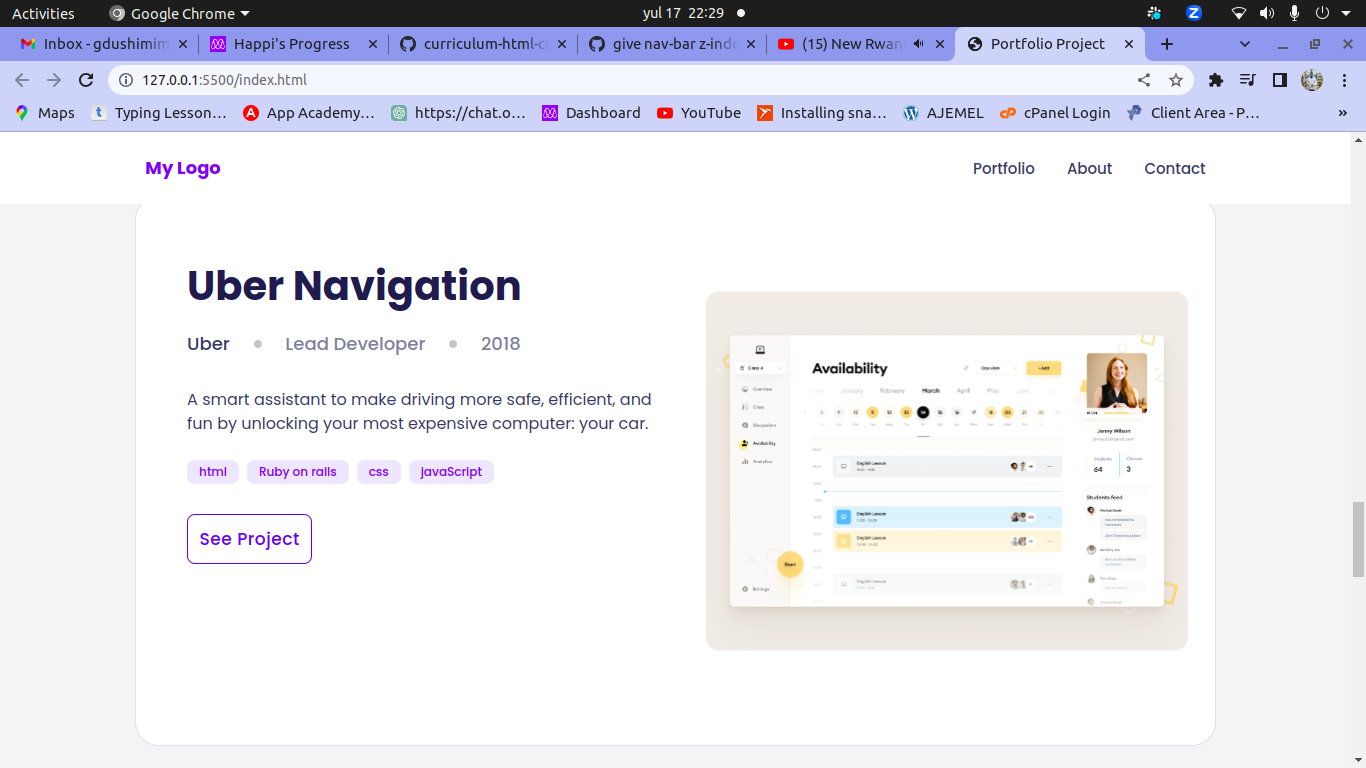 Activities
Google Chrome
yul 17 22:29
Inbox - gdushimim
Happi's Progress
curriculum-html-cs
give nav-bar z-inde
(15) New Rwan
Portfolio Project
127.0.0.1:5500/index.html
Maps
Typing Lesson…
App Academy…
https://chat.o…
Dashboard
YouTube
Installing sna…
AJEMEL
cPanel Login
Client Area - P…
»
My Logo
Portfolio About Contact
Uber Navigation
Uber Lead Developer 2018
A smart assistant to make driving more safe, efficient, and
fun by unlocking your most expensive computer: your car.
html Ruby on rails css javaScript
See Project
Availability
Day view
+Add
Class 4
January February March April May June
Overview
Class
Discussions
Availability
Analytics
Settings
Start
English Lesson
English Lesson
English Lesson
English Lesson
Jenny Wilson
Students Classes
64 3
Students feed